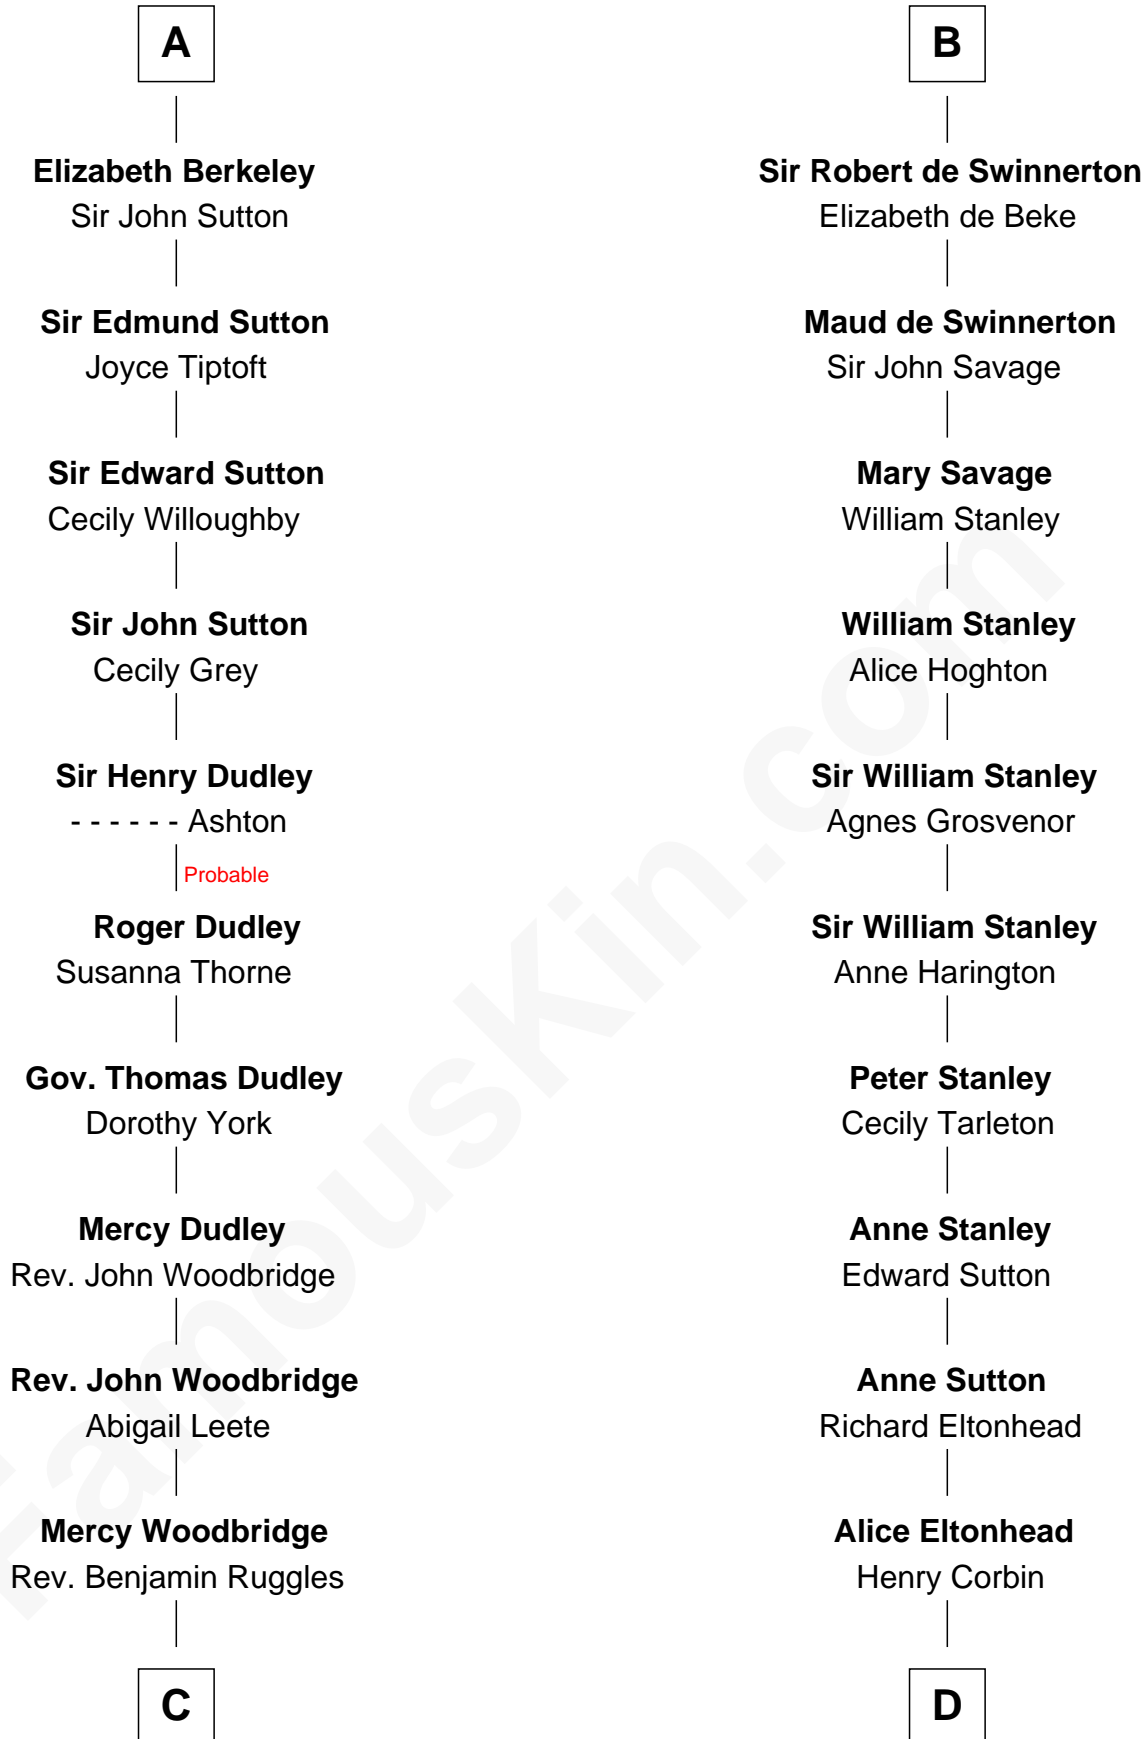 A
Elizabeth Berkeley
Sir John Sutton
Sir Edmund Sutton
Joyce Tiptoft
Sir Edward Sutton
Cecily Willoughby
Sir John Sutton
Cecily Grey
Sir Henry Dudley
- - - - - - Ashton
Probable
Roger Dudley
Susanna Thorne
Gov. Thomas Dudley
Dorothy York
Mercy Dudley
Rev. John Woodbridge
Rev. John Woodbridge
Abigail Leete
Mercy Woodbridge
Rev. Benjamin Ruggles
C
B
Sir Robert de Swinnerton
Elizabeth de Beke
Maud de Swinnerton
Sir John Savage
Mary Savage
William Stanley
William Stanley
Alice Hoghton
Sir William Stanley
Agnes Grosvenor
Sir William Stanley
Anne Harington
Peter Stanley
Cecily Tarleton
Anne Stanley
Edward Sutton
Anne Sutton
Richard Eltonhead
Alice Eltonhead
Henry Corbin
D
FamousKin.com